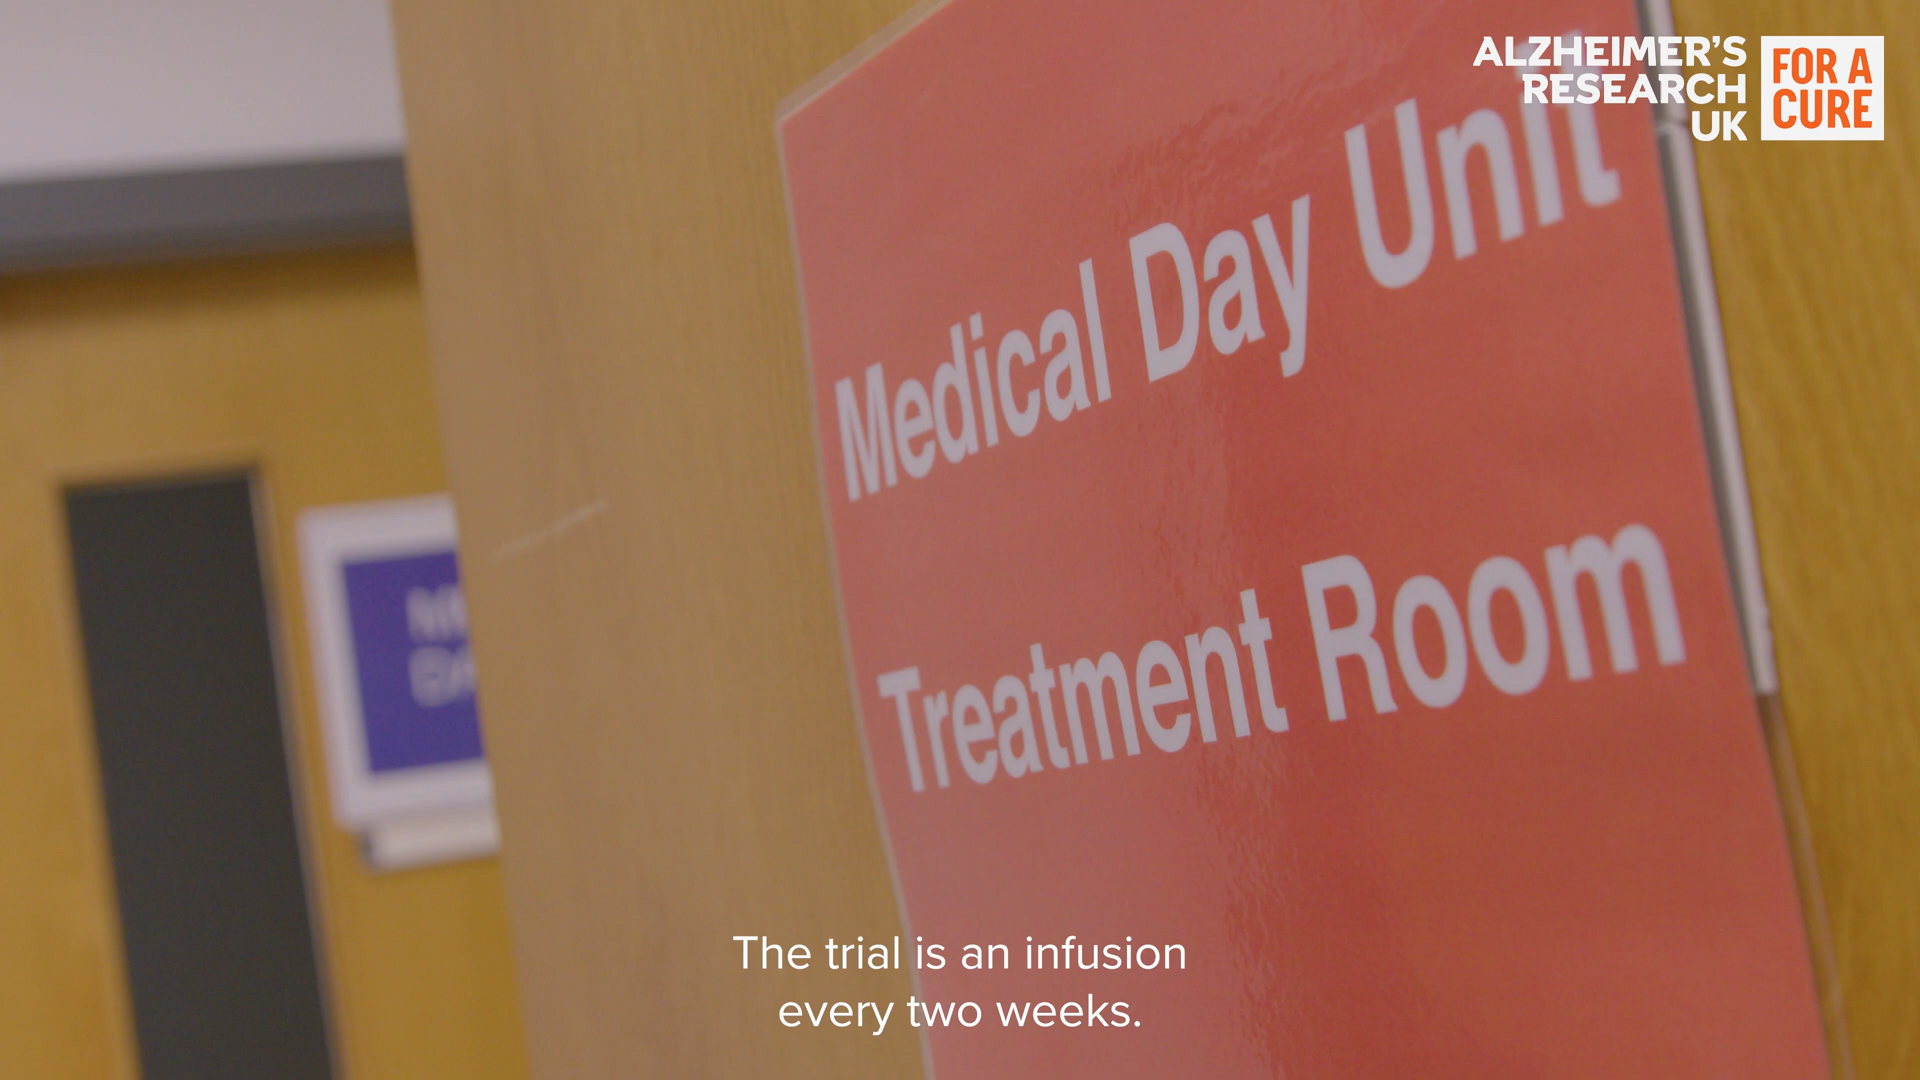 ALZHEIMER'S
RESEARCH
UK
FOR A
CURE
Medical Day Unit
Treatment Room
The trial is an infusion
every two weeks.